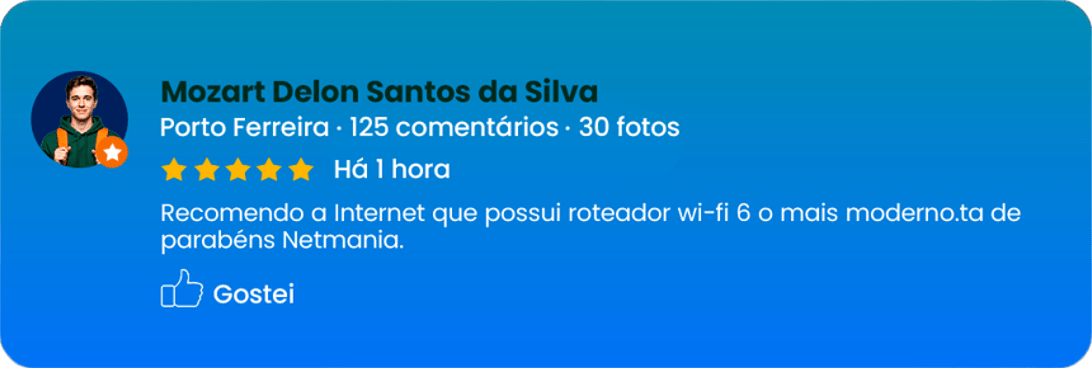 Mozart Delon Santos da Silva
Porto Ferreira · 125 comentários · 30 fotos
Há 1 hora
Recomendo a Internet que possui roteador wi-fi 6 o mais moderno.ta de
parabéns Netmania.
Gostei